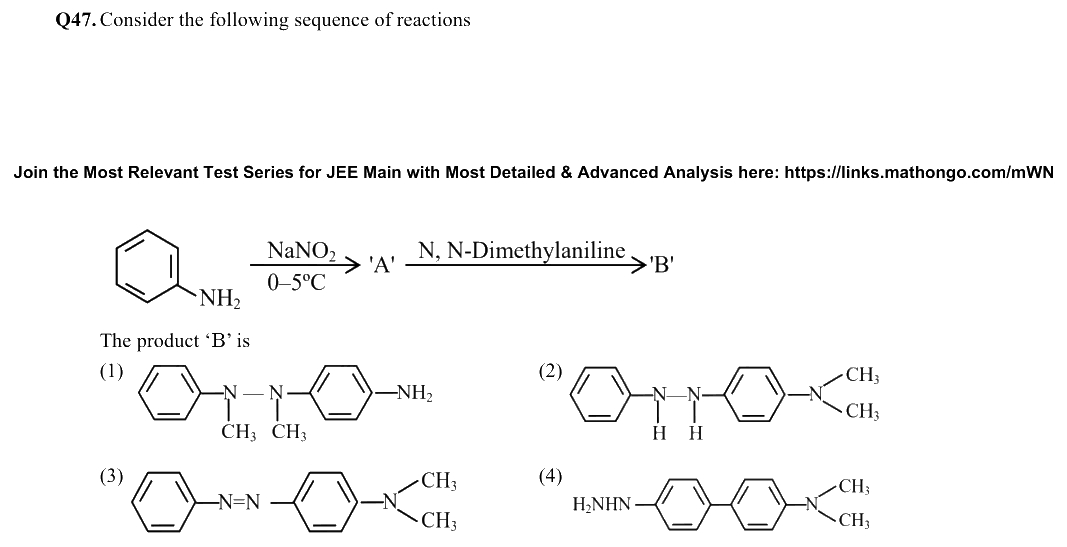 Q47. Consider the following sequence of reactions
Join the Most Relevant Test Series for JEE Main with Most Detailed & Advanced Analysis here: https://links.mathongo.com/mWN
NaNO₂
0–5ºC
'A'
N, N-Dimethylaniline
'B'
NH₂
The product ‘B’ is
(1)
N — N
NH₂
CH₃ CH₃
(2)
N—N
H H
N
CH₃
CH₃
(3)
N=N
N
CH₃
CH₃
(4)
H₂NHN
N
CH₃
CH₃